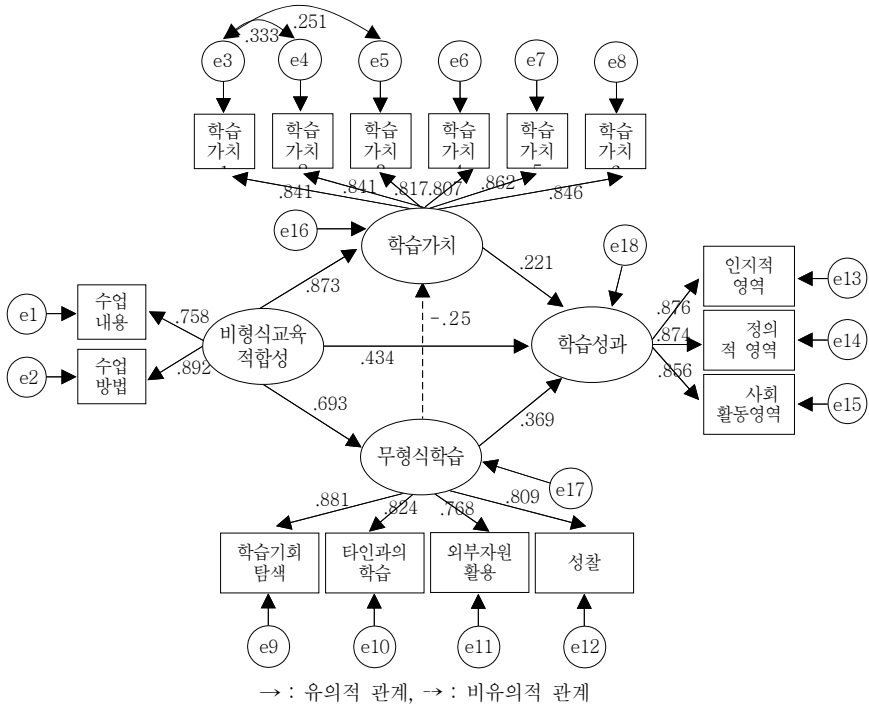 .251
.333
e3
e4
e5
e6
e7
e8
학습
가치
1
학습
가치
학습
가치
학습
가치
학습
가치
학습
가치
.841
.841
.817
.807
.862
.846
e16
학습가치
e18
.873
.221
인지적
영역
e13
e1
수업
내용
.758
비형식교육
적합성
-.25
.434
학습성과
.876
.874
.856
정의
적 영역
e14
e2
수업
방법
.892
사회
활동영역
e15
.693
.369
무형식학습
e17
.881
.824
.768
.809
학습기회
탐색
타인과의
학습
외부자원
활용
성찰
e9
e10
e11
e12
→ : 유의적 관계, ⇢ : 비유의적 관계